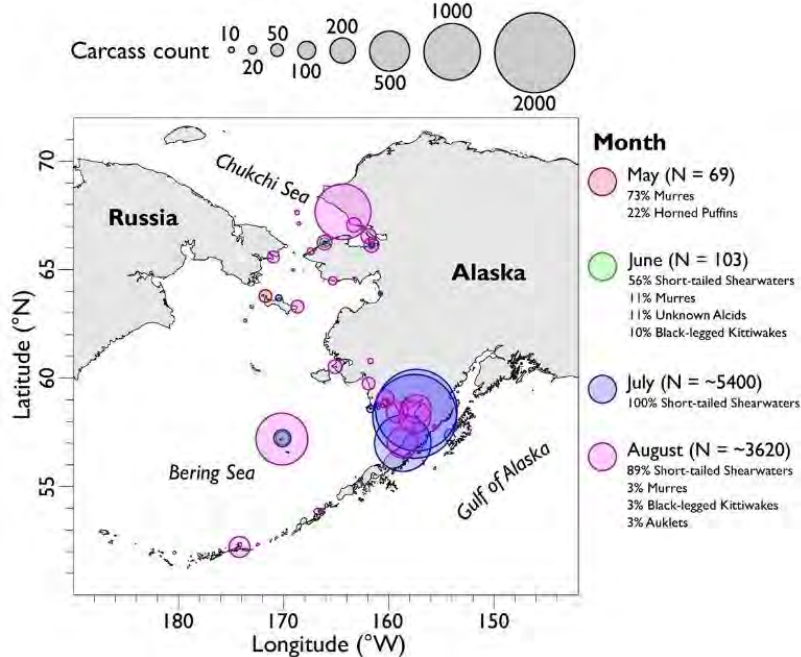 Carcass count
10
20
50
100
200
500
1000
2000
70
65
60
55
Latitude (°N)
180
170
160
150
Longitude (°W)
Chukchi Sea
Russia
Alaska
Bering Sea
Gulf of Alaska
Month
May (N = 69)
73% Murres
22% Horned Puffins
June (N = 103)
56% Short-tailed Shearwaters
11% Murres
11% Unknown Alcids
10% Black-legged Kittiwakes
July (N = ~5400)
100% Short-tailed Shearwaters
August (N = ~3620)
89% Short-tailed Shearwaters
3% Murres
3% Black-legged Kittiwakes
3% Auklets